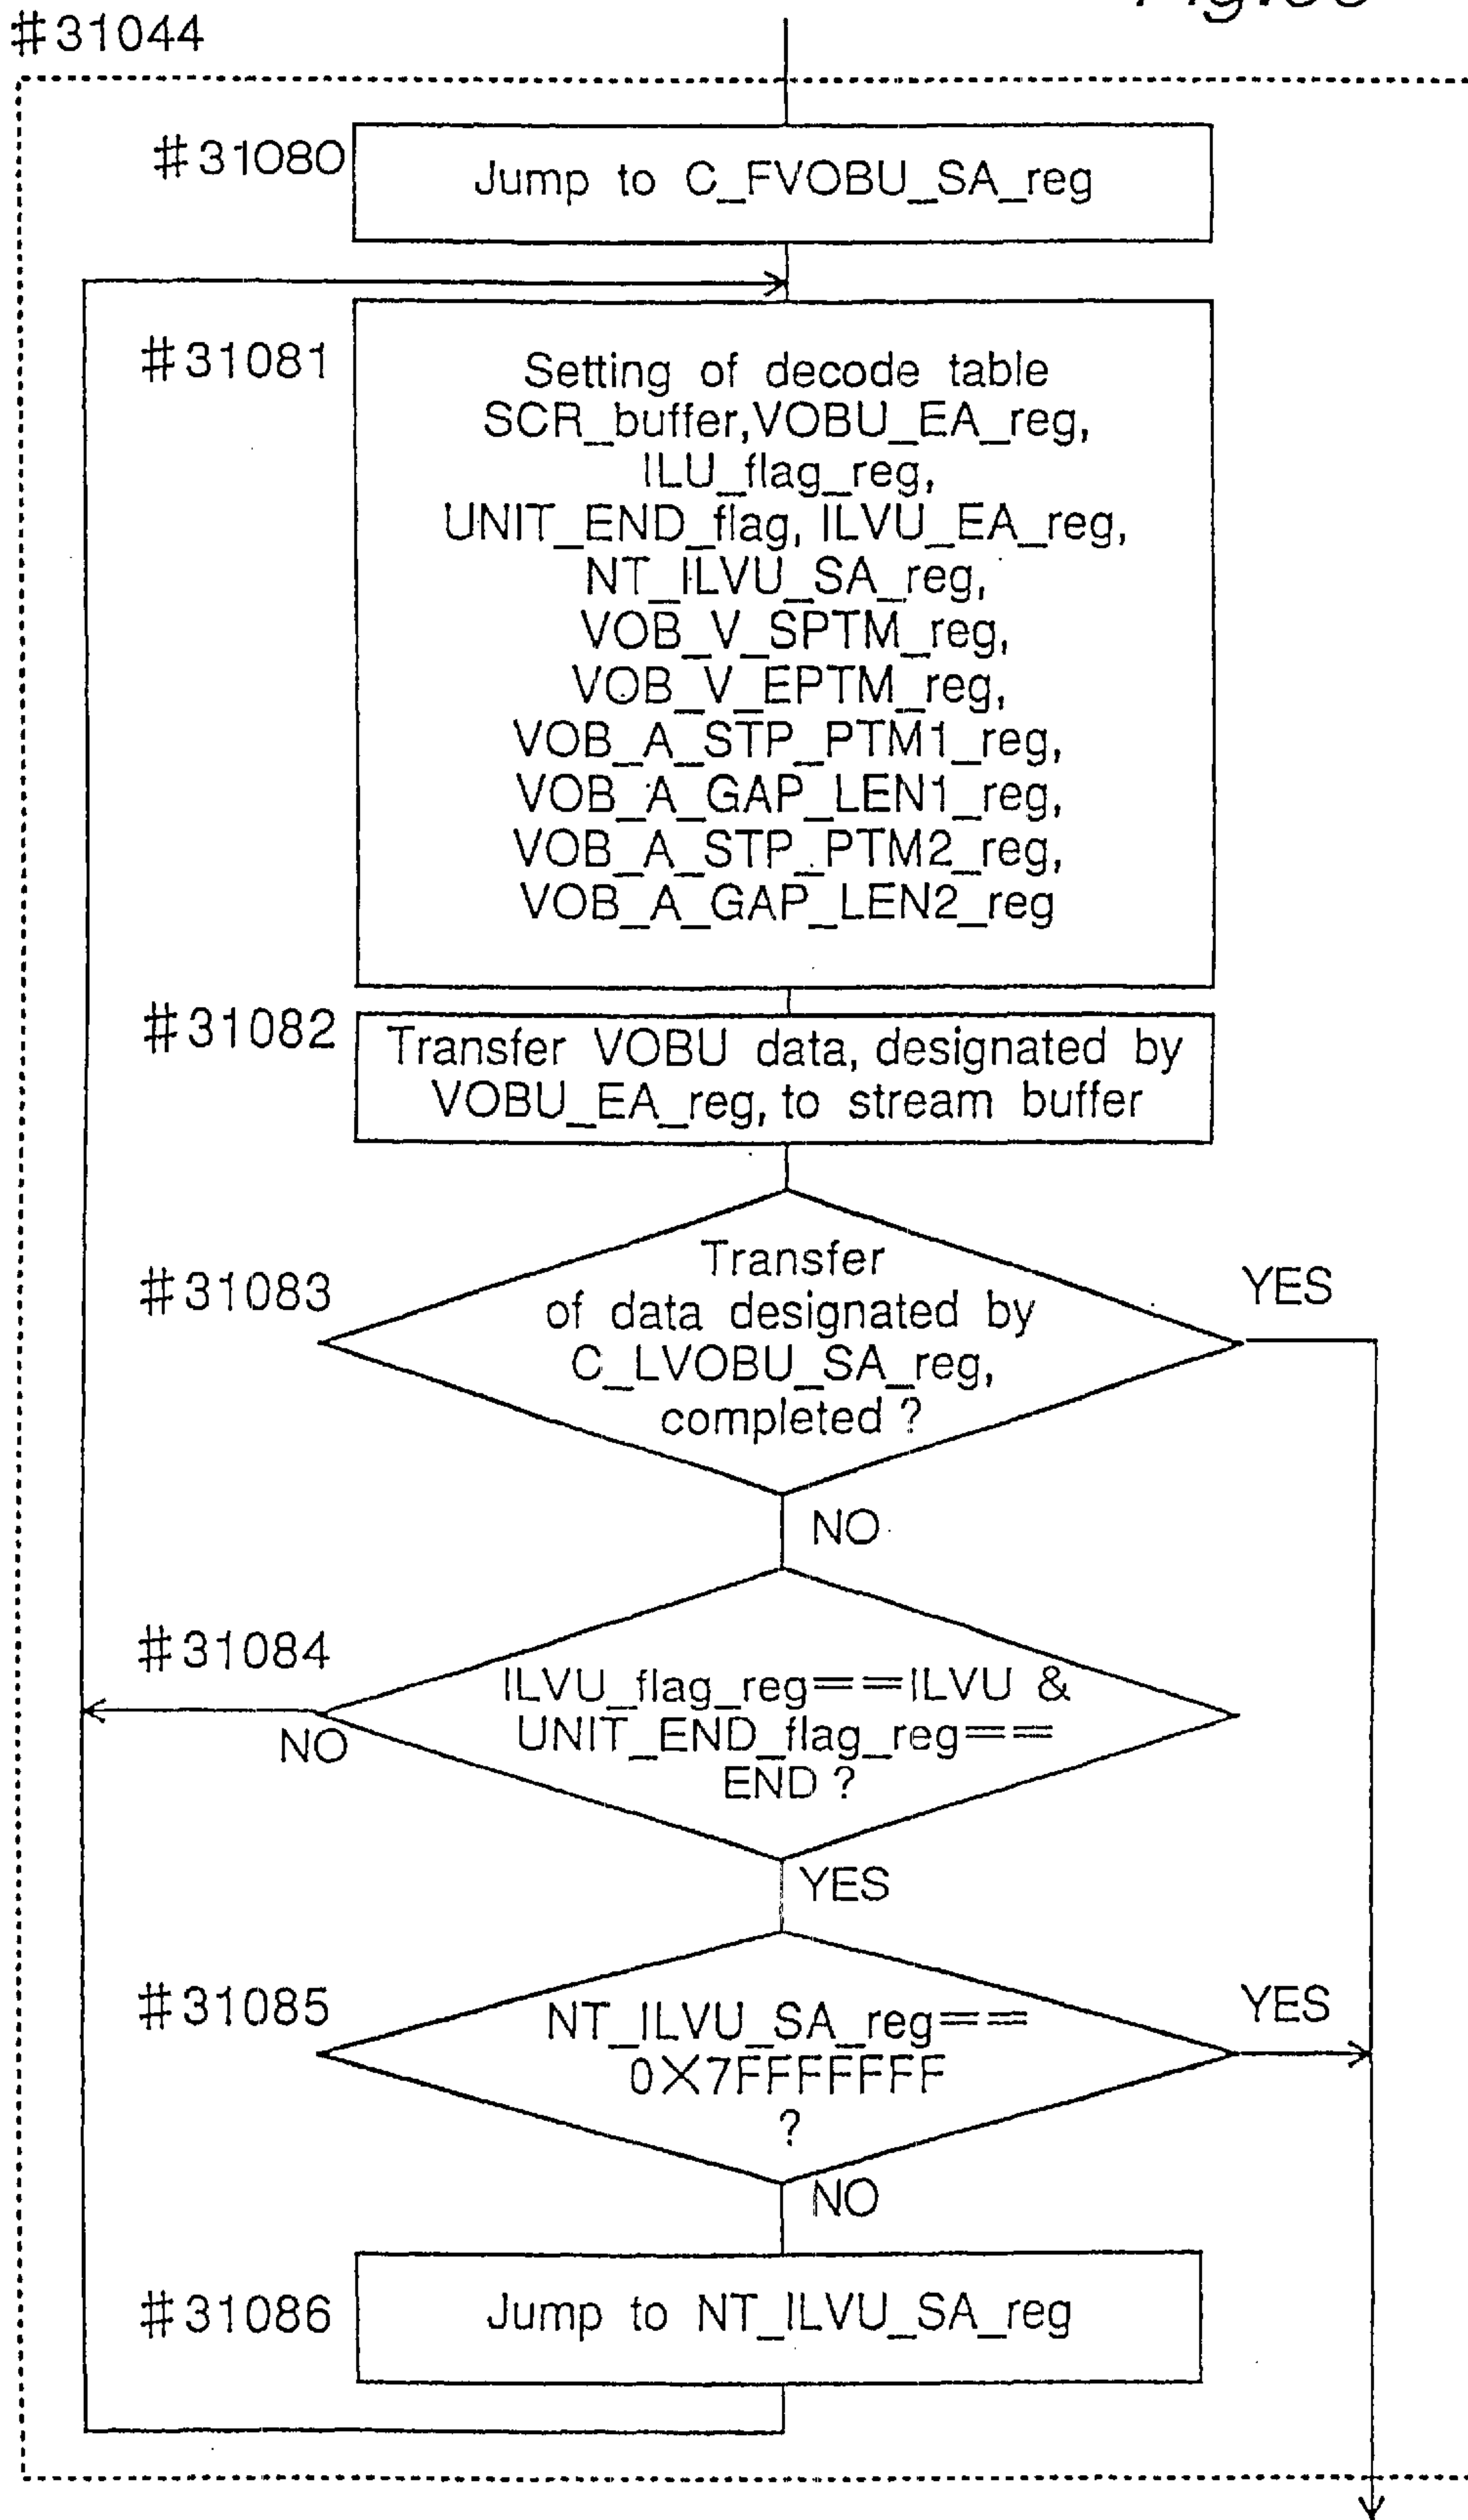 #31044
#31080
Jump to C_FVOBU_SA_reg
#31081
Setting of decode table
SCR_buffer,VOBU_EA_reg,
ILU_flag_reg,
UNIT_END_flag, ILVU_EA_reg,
NT_ILVU_SA_reg,
VOB_V_SPTM_reg,
VOB_V_EPTM_reg,
VOB_A_STP_PTM1_reg,
VOB_A_GAP_LEN1_reg,
VOB_A_STP_PTM2_reg,
VOB_A_GAP_LEN2_reg
#31082
Transfer VOBU data, designated by
VOBU_EA_reg, to stream buffer
#31083
Transfer
of data designated by
C_LVOBU_SA_reg,
completed ?
YES
NO
#31084
ILVU_flag_reg==ILVU &
UNIT_END_flag_reg==
END ?
NO
YES
#31085
NT_ILVU_SA_reg==
0X7FFFFFFF
?
YES
NO
#31086
Jump to NT_ILVU_SA_reg